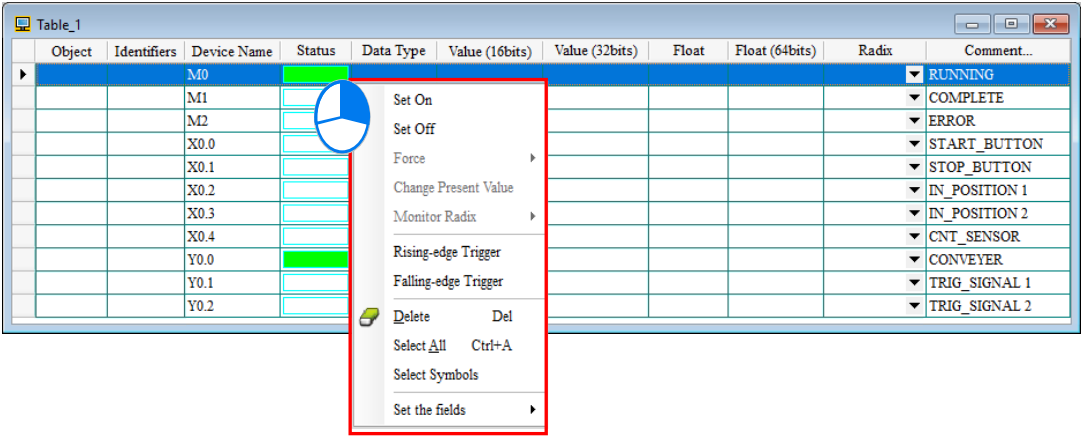 Table_1
Object Identifiers Device Name Status Data Type Value (16bits) Value (32bits) Float Float (64bits) Radix Comment...
M0 RUNNING
M1 COMPLETE
M2 ERROR
X0.0 START_BUTTON
X0.1 STOP_BUTTON
X0.2 IN_POSITION 1
X0.3 IN_POSITION 2
X0.4 CNT_SENSOR
Y0.0 CONVEYER
Y0.1 TRIG_SIGNAL 1
Y0.2 TRIG_SIGNAL 2
Set On
Set Off
Force
Change Present Value
Monitor Radix
Rising-edge Trigger
Falling-edge Trigger
Delete Del
Select All Ctrl+A
Select Symbols
Set the fields